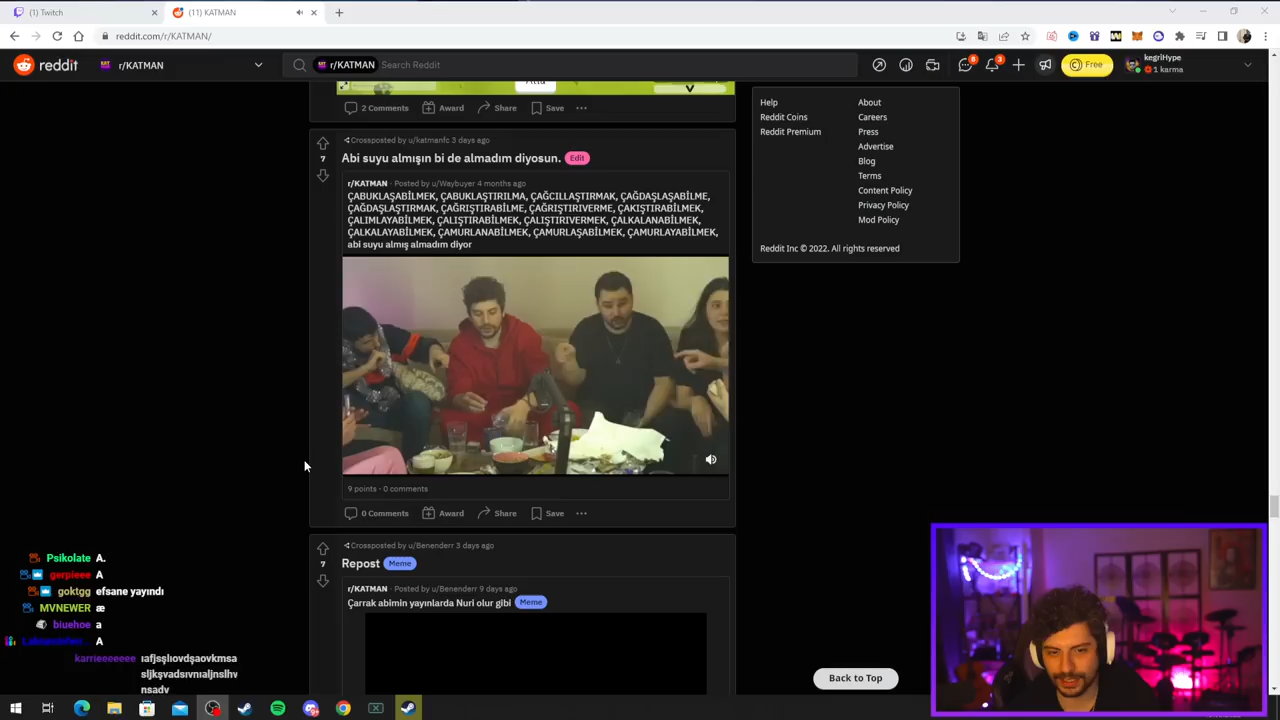 (1) Twitch
(11) KATMAN
reddit.com/r/KATMAN/
reddit
r/KATMAN
r/KATMAN
Search Reddit
Free
kegriHype
1 karma
2 Comments
Award
Share
Save
Crossposted by u/katmanfc 3 days ago
7
Abi suyu almışın bi de almadım diyosun.
Edit
r/KATMAN · Posted by u/Waybuyer 4 months ago
ÇABUKLAŞABİLMEK, ÇABUKLAŞTIRILMA, ÇAĞCILLAŞTIRMAK, ÇAĞDAŞLAŞABİLME,
ÇAĞDAŞLAŞTIRMAK, ÇAĞRIŞTIRABİLME, ÇAĞRIŞTIRIVERME, ÇAKIŞTIRABİLMEK,
ÇALIMLAYABİLMEK, ÇALIŞTIRABİLMEK, ÇALIŞTIRIVERMEK, ÇALKALANABİLMEK,
ÇALKALAYABİLMEK, ÇAMURLANABİLMEK, ÇAMURLAŞABİLMEK, ÇAMURLAYABİLMEK,
abi suyu almış almadım diyor
9 points · 0 comments
0 Comments
Award
Share
Save
Crossposted by u/Benenderr 3 days ago
7
Repost
Meme
r/KATMAN · Posted by u/Benenderr 9 days ago
Çarrak abimin yayınlarda Nuri olur gibi
Meme
Help
About
Reddit Coins
Careers
Reddit Premium
Press
Advertise
Blog
Terms
Content Policy
Privacy Policy
Mod Policy
Reddit Inc © 2022. All rights reserved
Back to Top
Psikolate A.
gerpieee A
goktgg efsane yayındı
MVNEWER æ
biuehoe a
A
karrieeeeeee ıafjsşlıovdşaovkmsa
sljkşvadsıvnıaljnslhv
nsadv